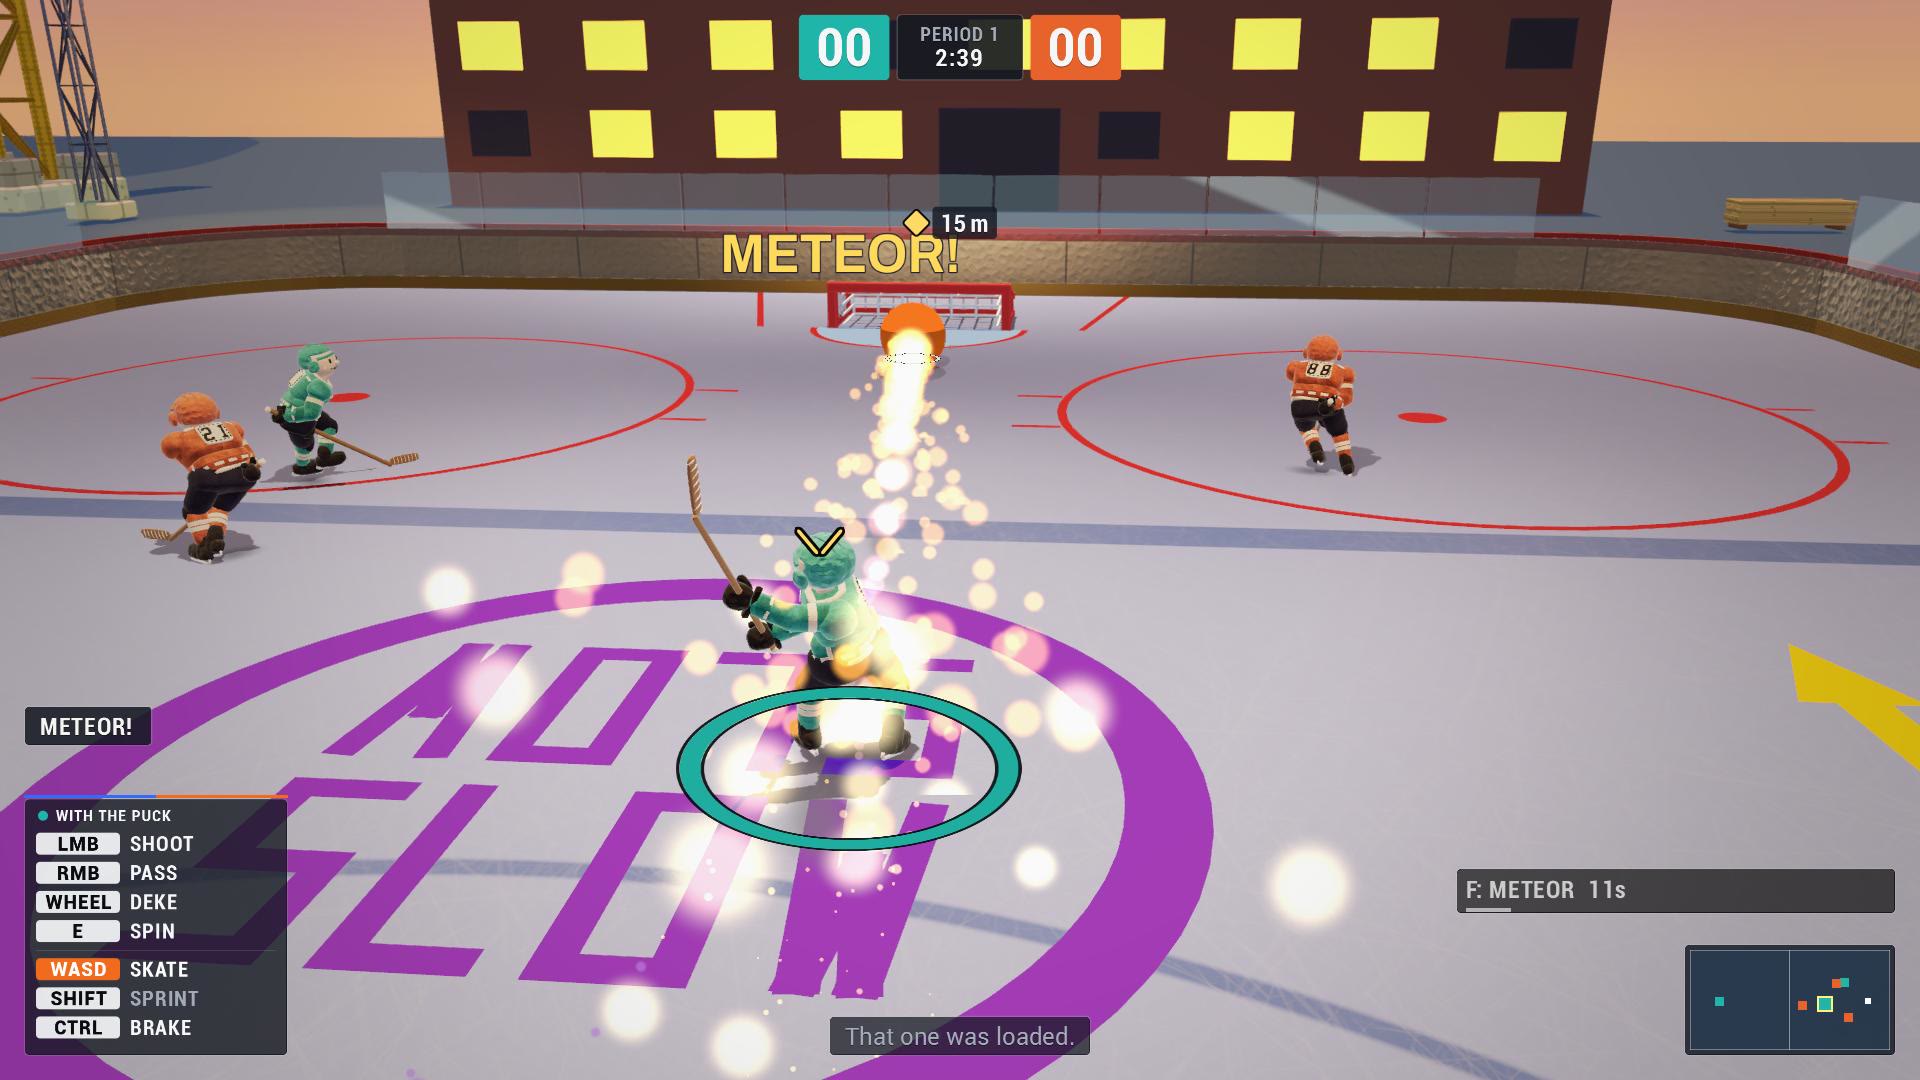 00
PERIOD 1
2:39
00
15 m
METEOR!
88
21
METEOR!
WITH THE PUCK
LMB SHOOT
RMB PASS
WHEEL DEKE
E SPIN
WASD SKATE
SHIFT SPRINT
CTRL BRAKE
F: METEOR 11s
That one was loaded.